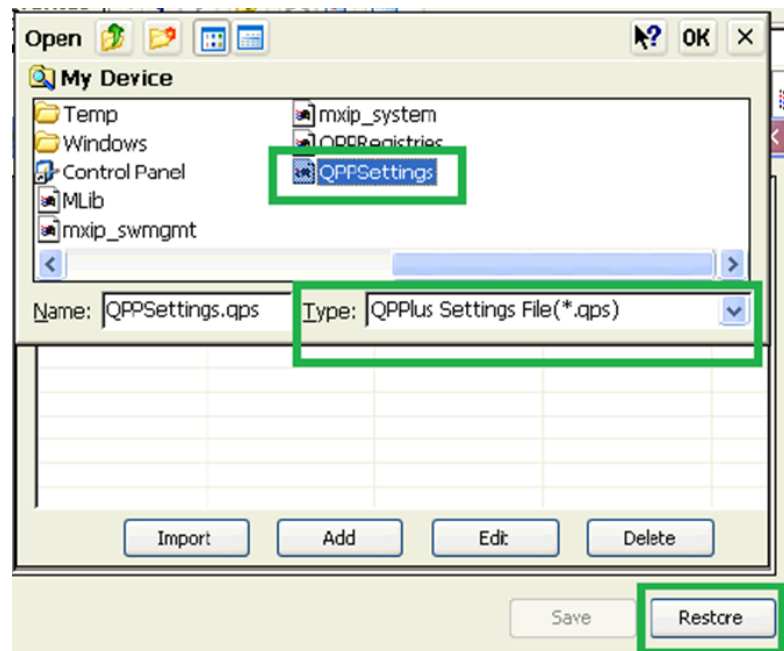 Open ? OK ×
My Device
Temp
Windows
Control Panel
MLib
mxip_swmgmt
mxip_system
QPPRegistries
QPPSettings
Name: QPPSettings.qps Type: QPPlus Settings File(*.qps)
Import Add Edit Delete
Save Restore